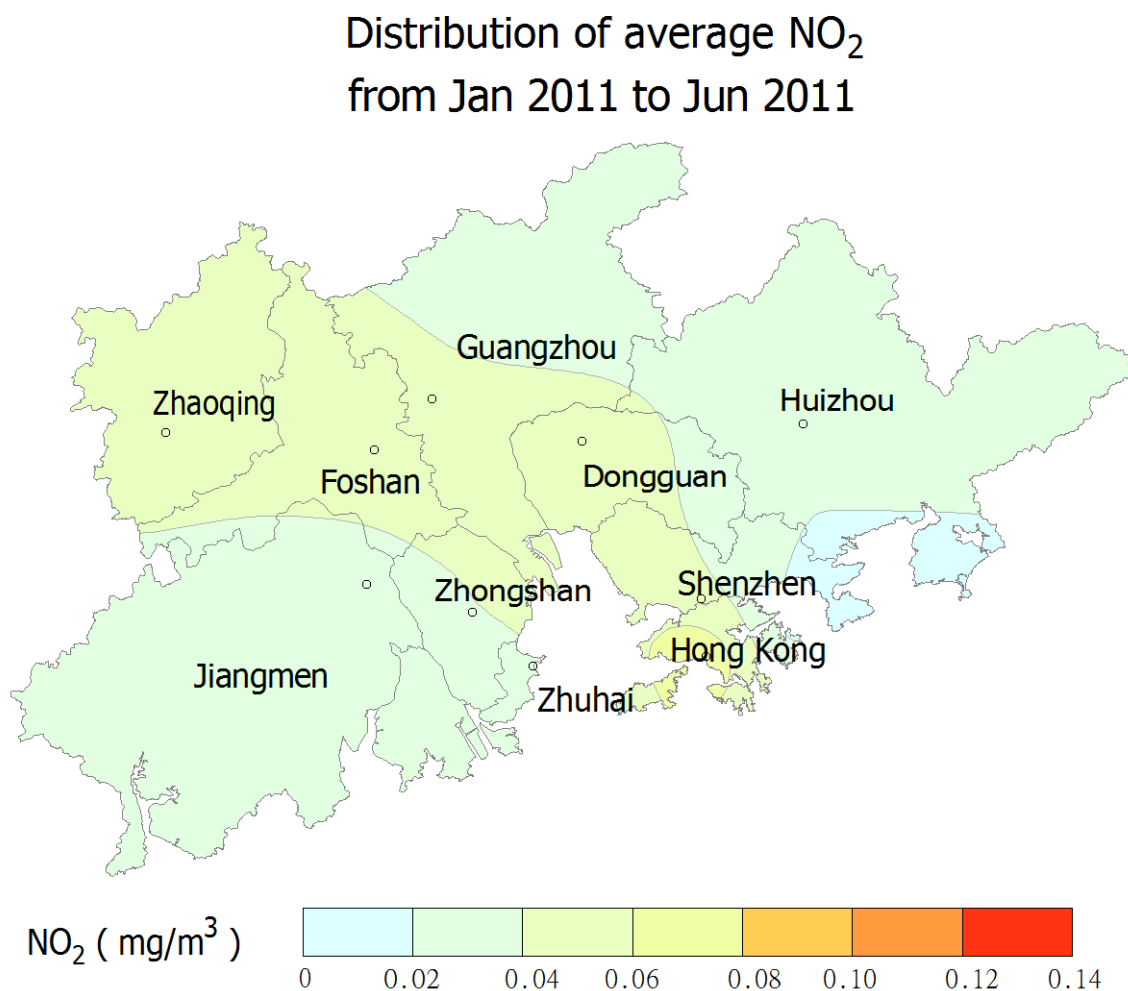 Distribution of average NO₂
from Jan 2011 to Jun 2011
Guangzhou
Zhaoqing
Huizhou
Foshan
Dongguan
Zhongshan
Shenzhen
Hong Kong
Jiangmen
Zhuhai
NO₂ ( mg/m³ )
0 0.02 0.04 0.06 0.08 0.10 0.12 0.14